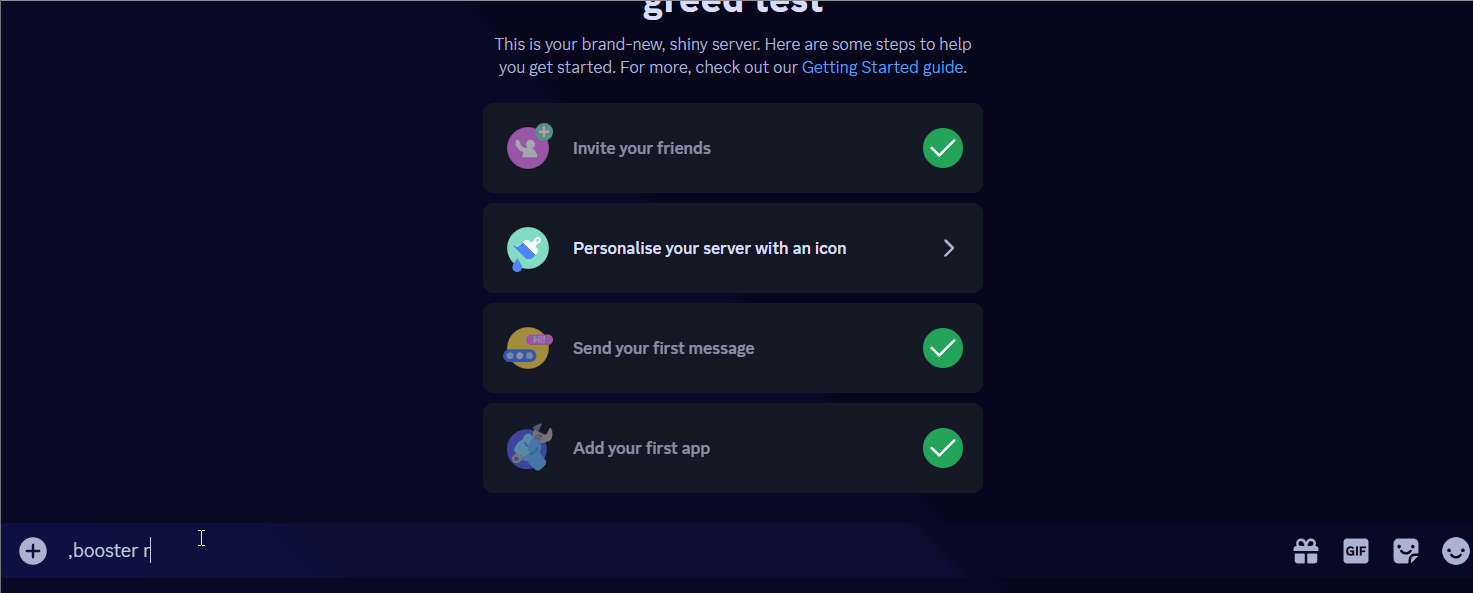 greed test
This is your brand-new, shiny server. Here are some steps to help
you get started. For more, check out our Getting Started guide.
Invite your friends
Personalise your server with an icon
Hi!
Send your first message
Add your first app
,booster r
GIF